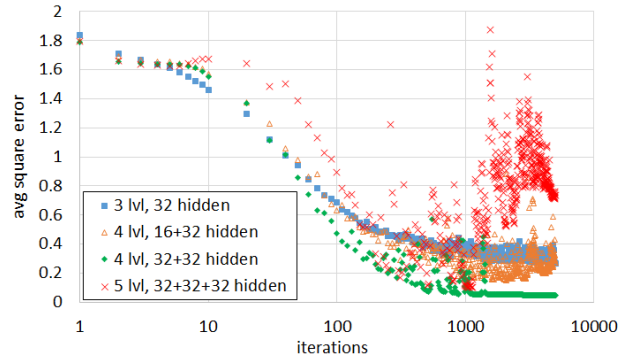 2
1.8
1.6
1.4
1.2
1
0.8
0.6
0.4
0.2
0
avg square error
3 lvl, 32 hidden
4 lvl, 16+32 hidden
4 lvl, 32+32 hidden
5 lvl, 32+32+32 hidden
1 10 100 1000 10000
iterations